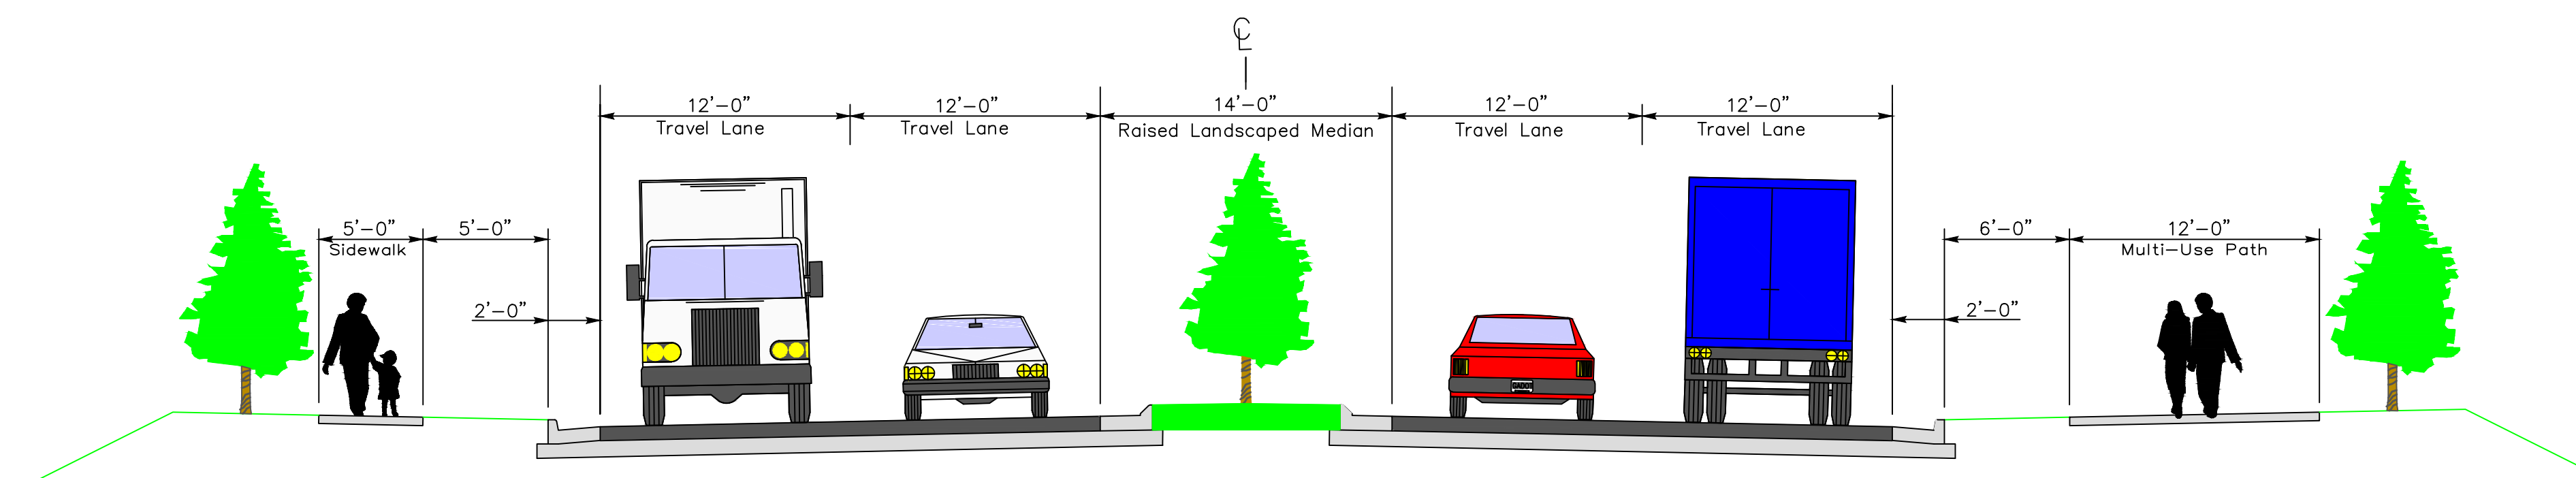 ℄
12'-0" 12'-0" 14'-0" 12'-0" 12'-0"
Travel Lane Travel Lane Raised Landscaped Median Travel Lane Travel Lane
5'-0" 5'-0" 6'-0" 12'-0"
Sidewalk Multi-Use Path
2'-0" 2'-0"
GADOT